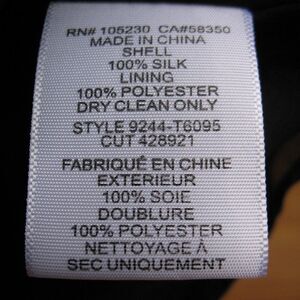 RN# 105230 CA#58350
MADE IN CHINA
SHELL
100% SILK
LINING
100% POLYESTER
DRY CLEAN ONLY
STYLE 9244-T6095
CUT 428921
FABRIQUÉ EN CHINE
EXTERIEUR
100% SOIE
DOUBLURE
100% POLYESTER
NETTOYAGE À
SEC UNIQUEMENT